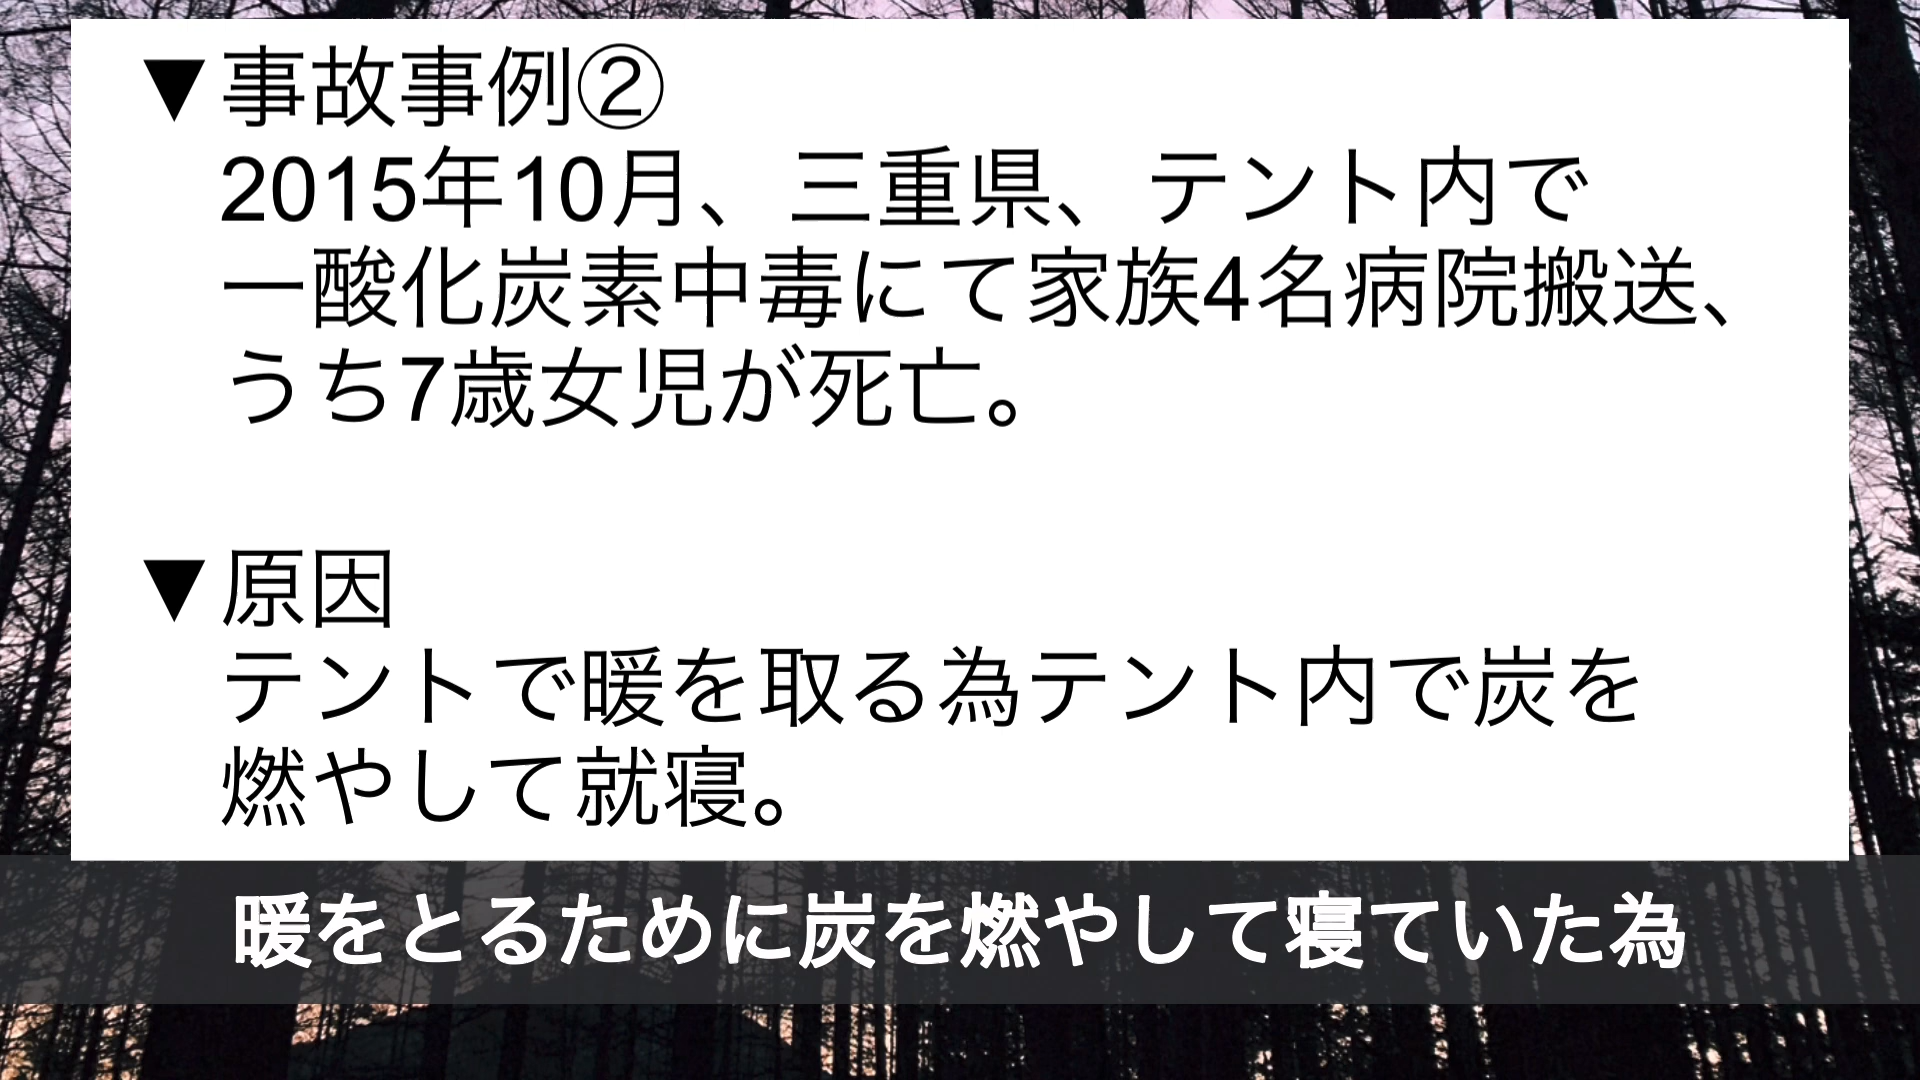 ▼事故事例②
2015年10月、三重県、テント内で
一酸化炭素中毒にて家族4名病院搬送、
うち7歳女児が死亡。
▼原因
テントで暖を取る為テント内で炭を
燃やして就寝。
暖をとるために炭を燃やして寝ていた為